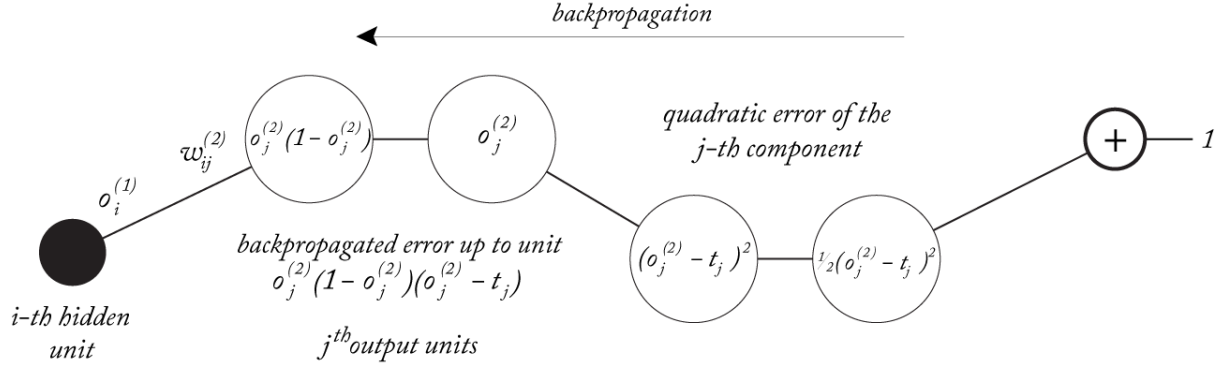 backpropagation
o_j^(2)(1 – o_j^(2))
o_j^(2)
quadratic error of the
j-th component
+
1
w_ij^(2)
o_i^(1)
backpropagated error up to unit
o_j^(2)(1 – o_j^(2))(o_j^(2) – t_j)
(o_j^(2) – t_j)^2
1/2(o_j^(2) – t_j)^2
i-th hidden
unit
j^th output units